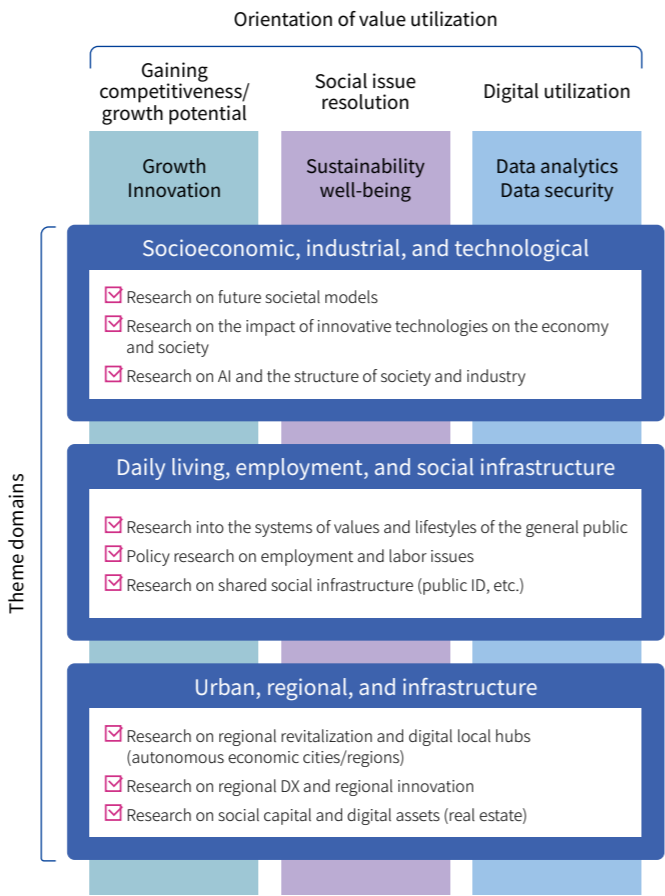 Orientation of value utilization
Gaining
competitiveness/
growth potential
Social issue
resolution
Digital utilization
Growth
Innovation
Sustainability
well-being
Data analytics
Data security
Theme domains
Socioeconomic, industrial, and technological
Research on future societal models
Research on the impact of innovative technologies on the economy
and society
Research on AI and the structure of society and industry
Daily living, employment, and social infrastructure
Research into the systems of values and lifestyles of the general public
Policy research on employment and labor issues
Research on shared social infrastructure (public ID, etc.)
Urban, regional, and infrastructure
Research on regional revitalization and digital local hubs
(autonomous economic cities/regions)
Research on regional DX and regional innovation
Research on social capital and digital assets (real estate)